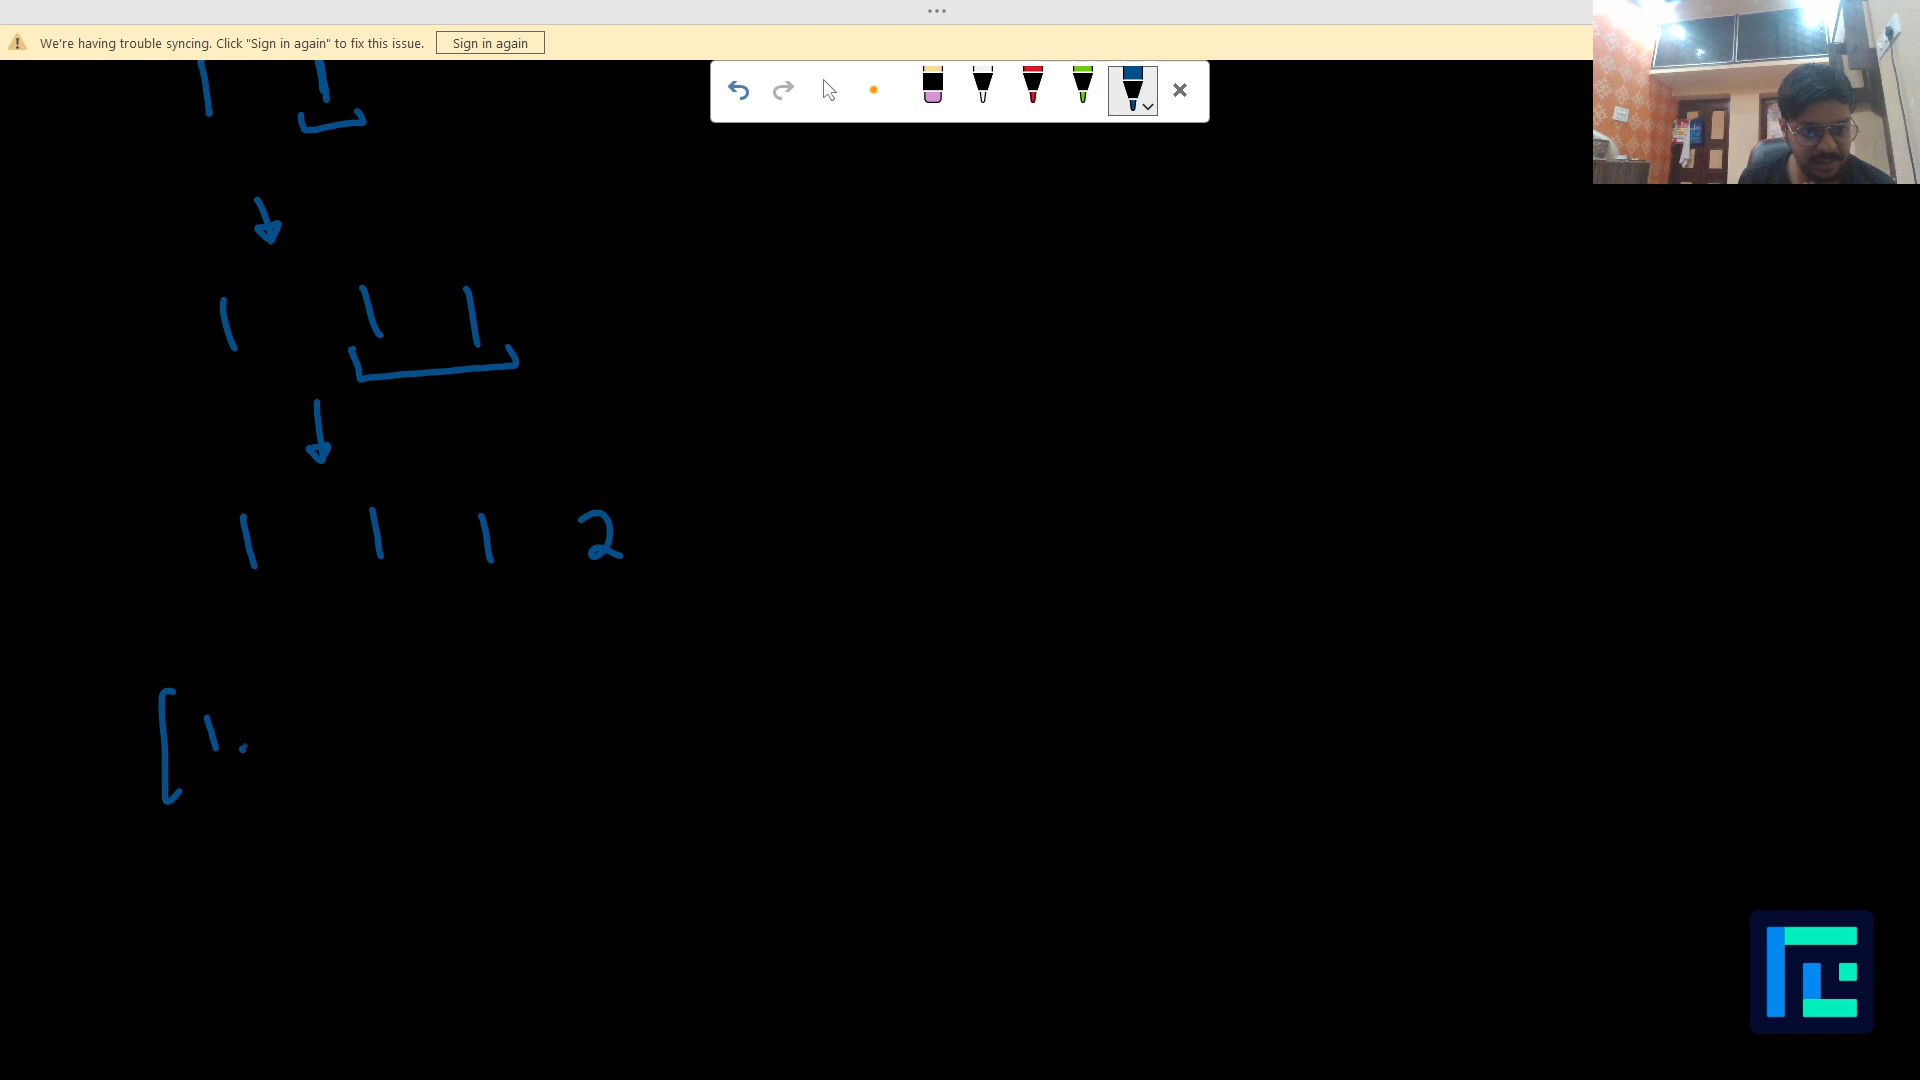 We're having trouble syncing. Click "Sign in again" to fix this issue. Sign in again
1 1
1 1 1
1 1 1 2
[ 1 .